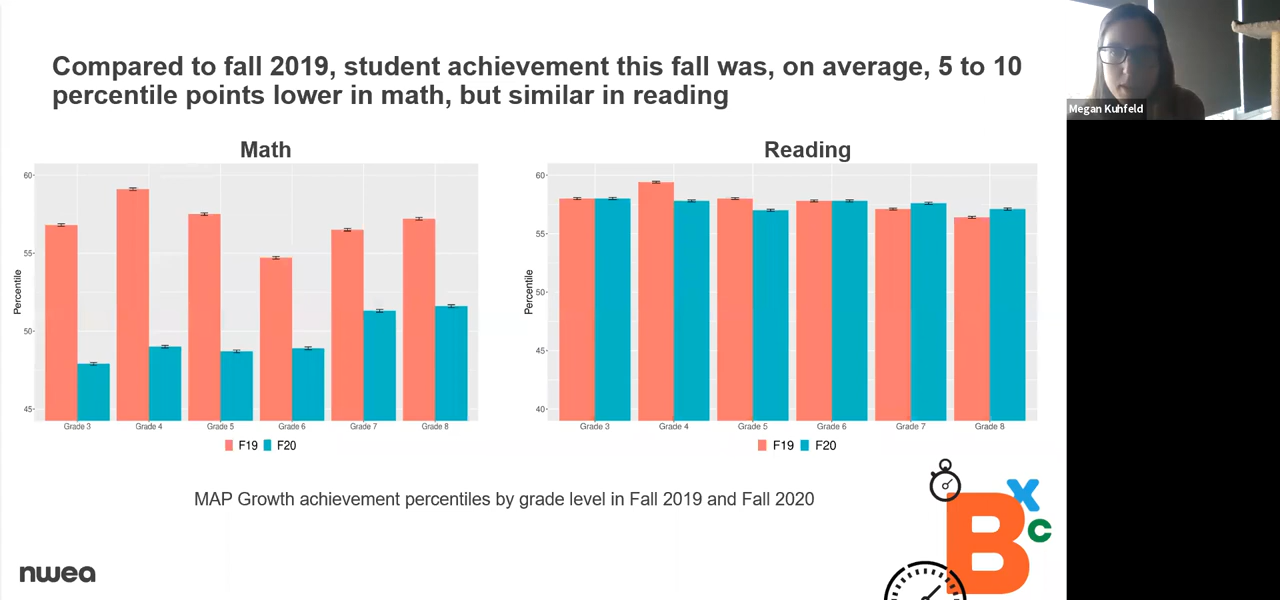 Compared to fall 2019, student achievement this fall was, on average, 5 to 10
percentile points lower in math, but similar in reading
Megan Kuhfeld
Math
Percentile
60
55
50
45
Grade 3 Grade 4 Grade 5 Grade 6 Grade 7 Grade 8
F19 F20
Reading
Percentile
60
55
50
45
40
Grade 3 Grade 4 Grade 5 Grade 6 Grade 7 Grade 8
F19 F20
MAP Growth achievement percentiles by grade level in Fall 2019 and Fall 2020
nwea
B
X
C